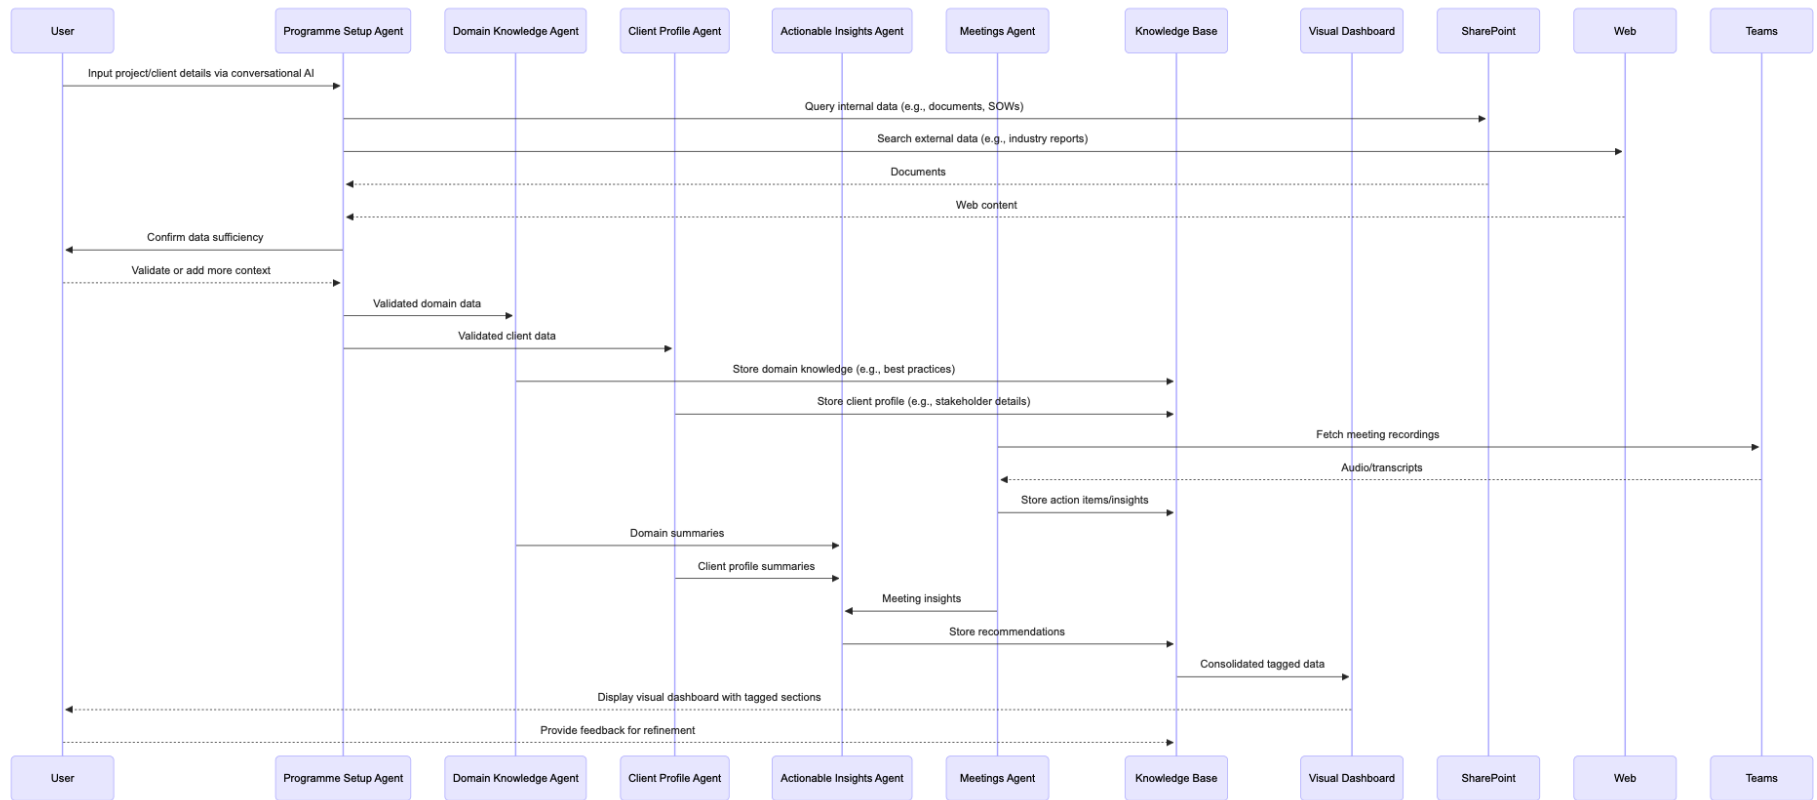 User
Programme Setup Agent
Domain Knowledge Agent
Client Profile Agent
Actionable Insights Agent
Meetings Agent
Knowledge Base
Visual Dashboard
SharePoint
Web
Teams
Input project/client details via conversational AI
Query internal data (e.g., documents, SOWs)
Search external data (e.g., industry reports)
Documents
Web content
Confirm data sufficiency
Validate or add more context
Validated domain data
Validated client data
Store domain knowledge (e.g., best practices)
Store client profile (e.g., stakeholder details)
Fetch meeting recordings
Audio/transcripts
Store action items/insights
Domain summaries
Client profile summaries
Meeting insights
Store recommendations
Consolidated tagged data
Display visual dashboard with tagged sections
Provide feedback for refinement
User
Programme Setup Agent
Domain Knowledge Agent
Client Profile Agent
Actionable Insights Agent
Meetings Agent
Knowledge Base
Visual Dashboard
SharePoint
Web
Teams